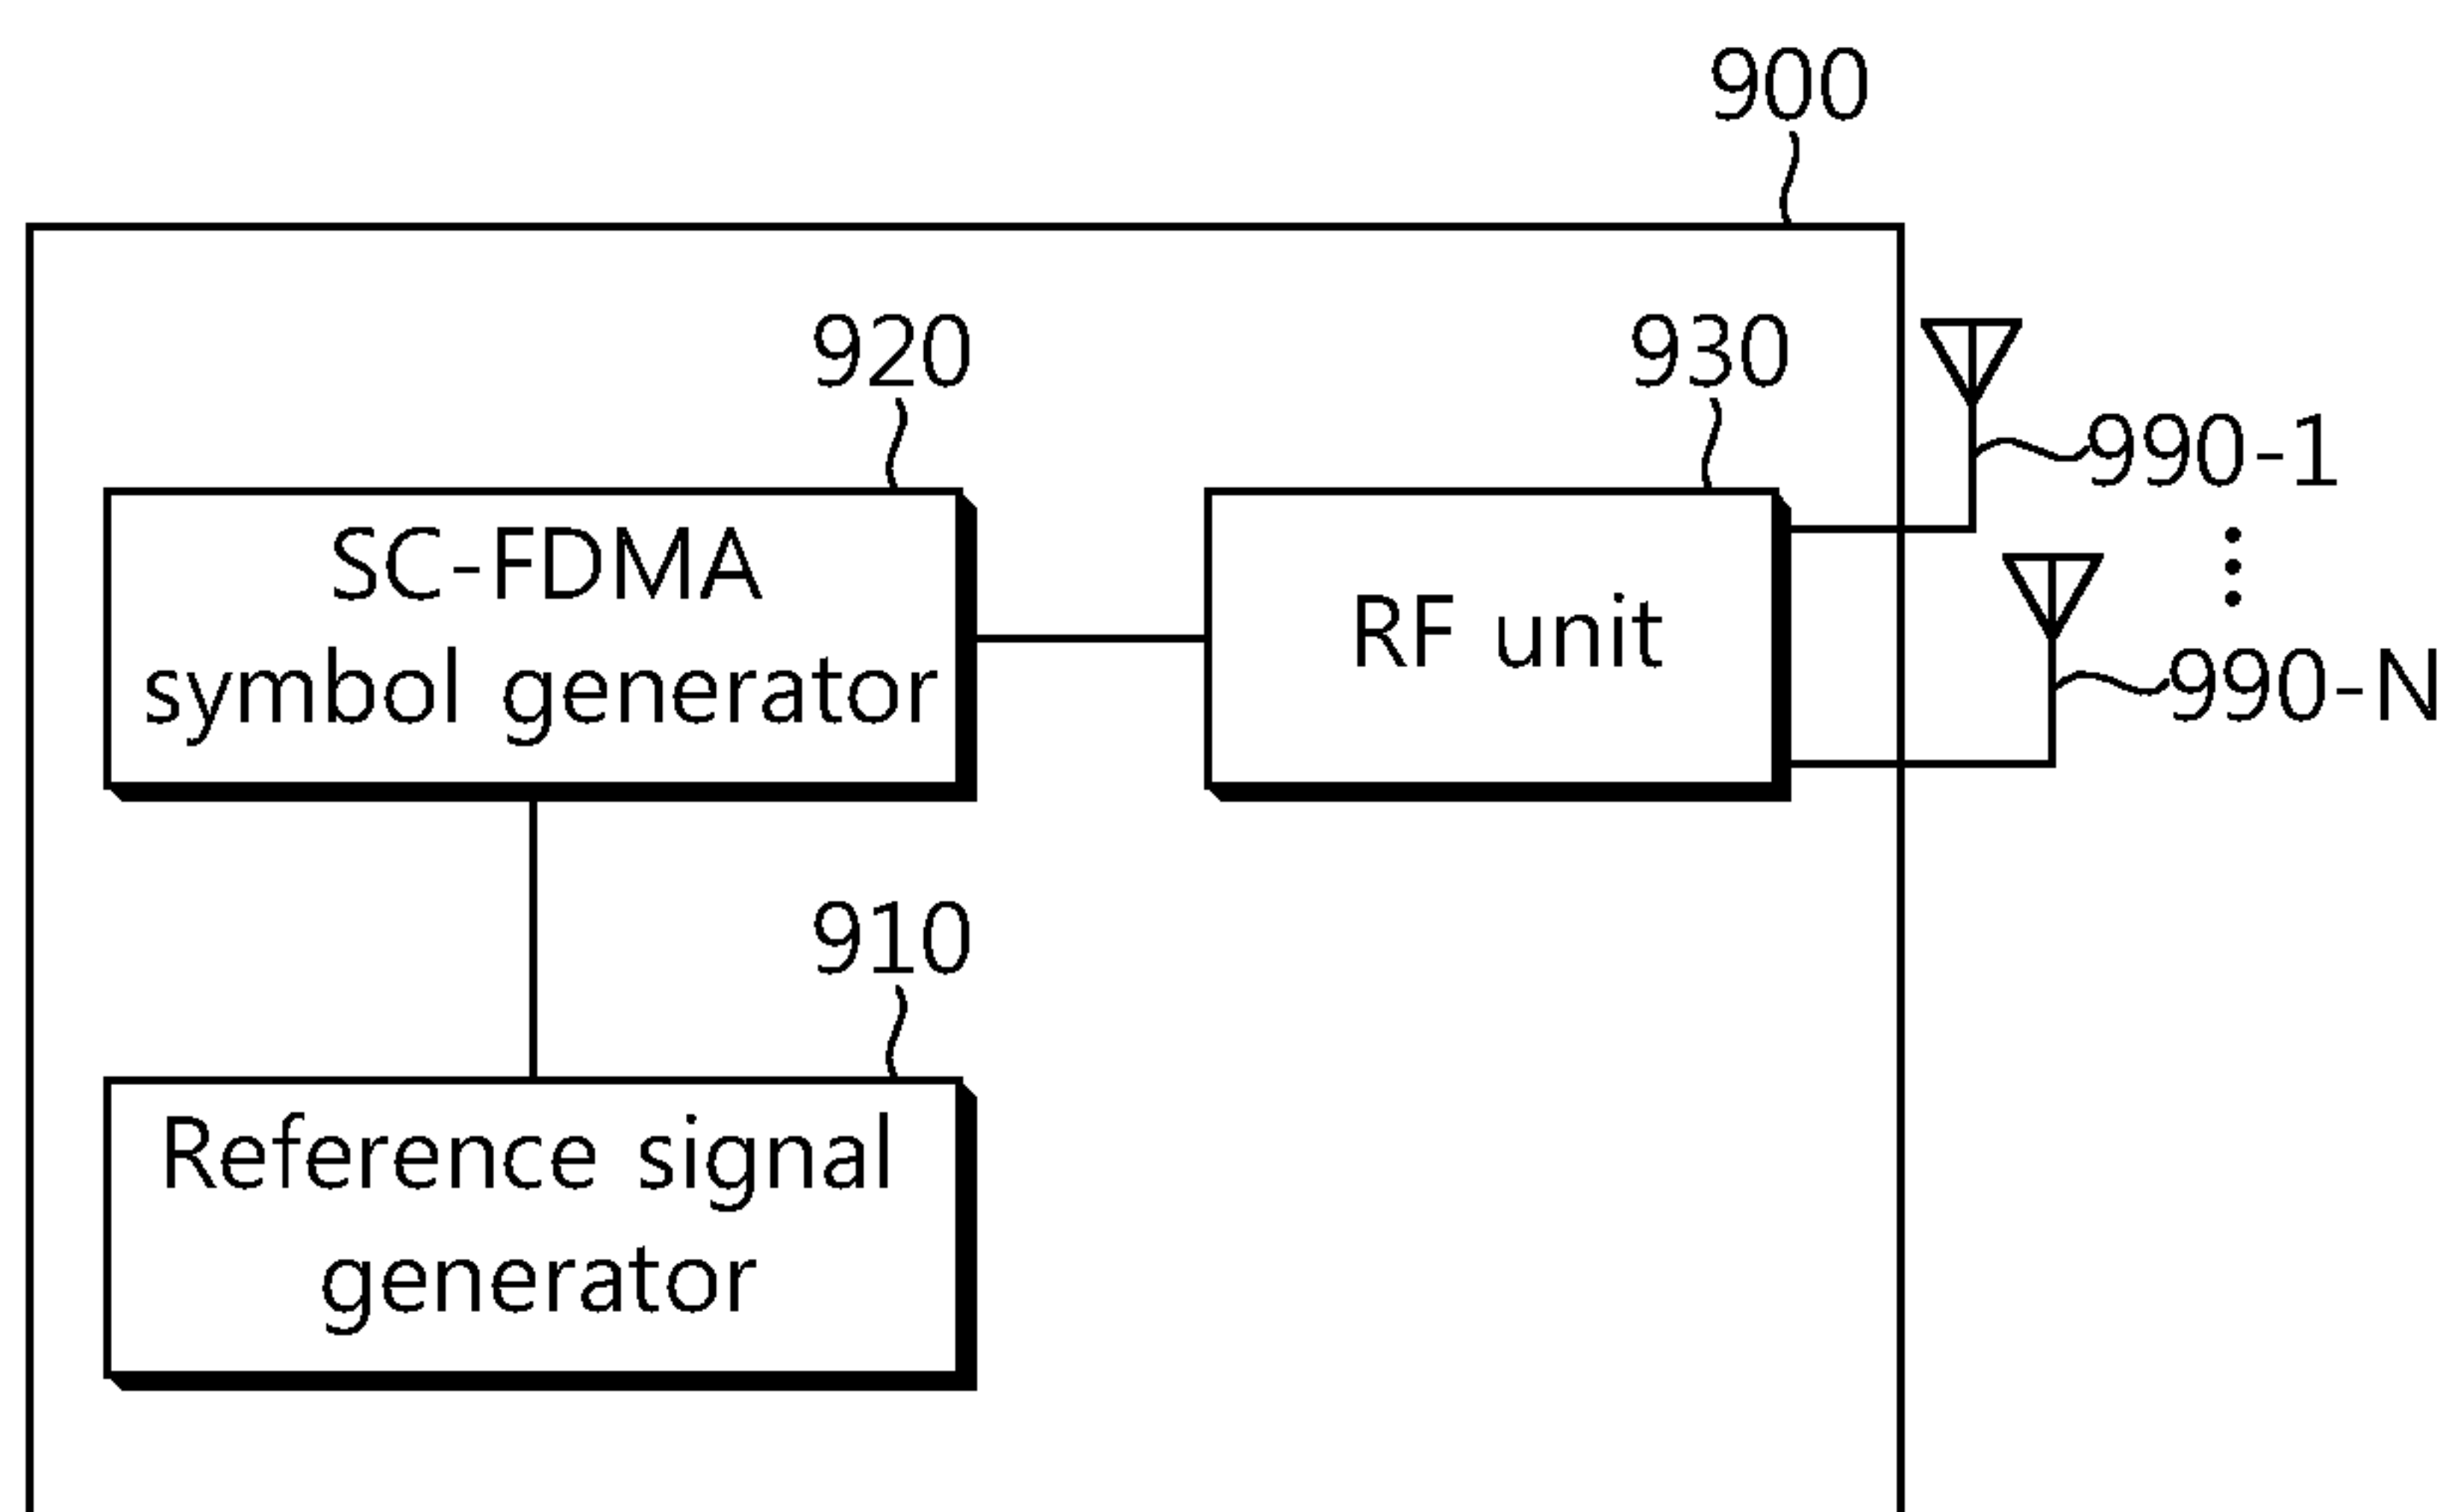 900
920
930
990-1
SC-FDMA
symbol generator
RF unit
990-N
910
Reference signal
generator